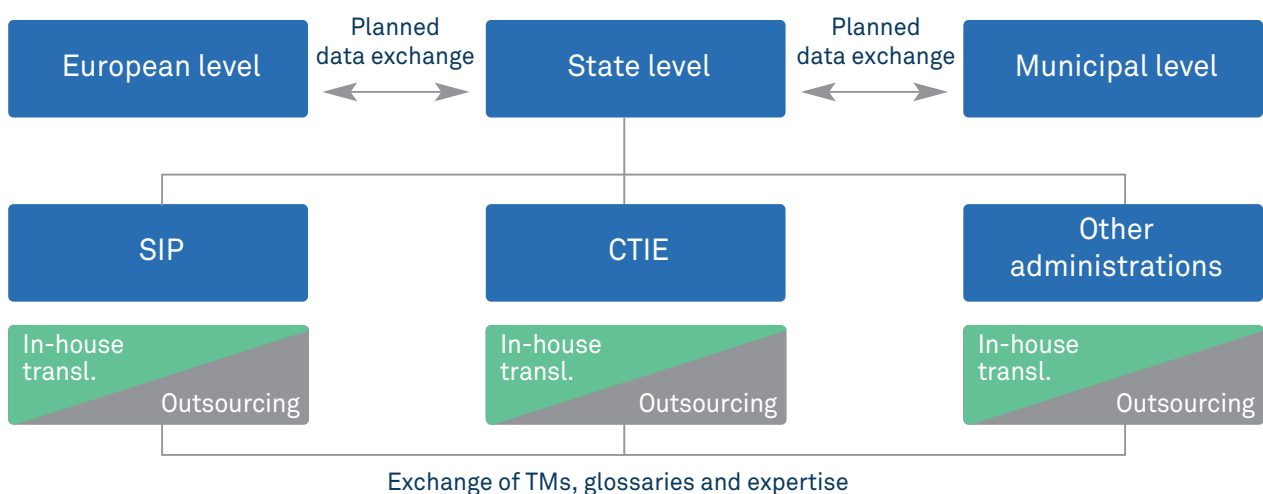 European level
Planned
data exchange
State level
Planned
data exchange
Municipal level
SIP
CTIE
Other
administrations
In-house
transl.
Outsourcing
In-house
transl.
Outsourcing
In-house
transl.
Outsourcing
Exchange of TMs, glossaries and expertise